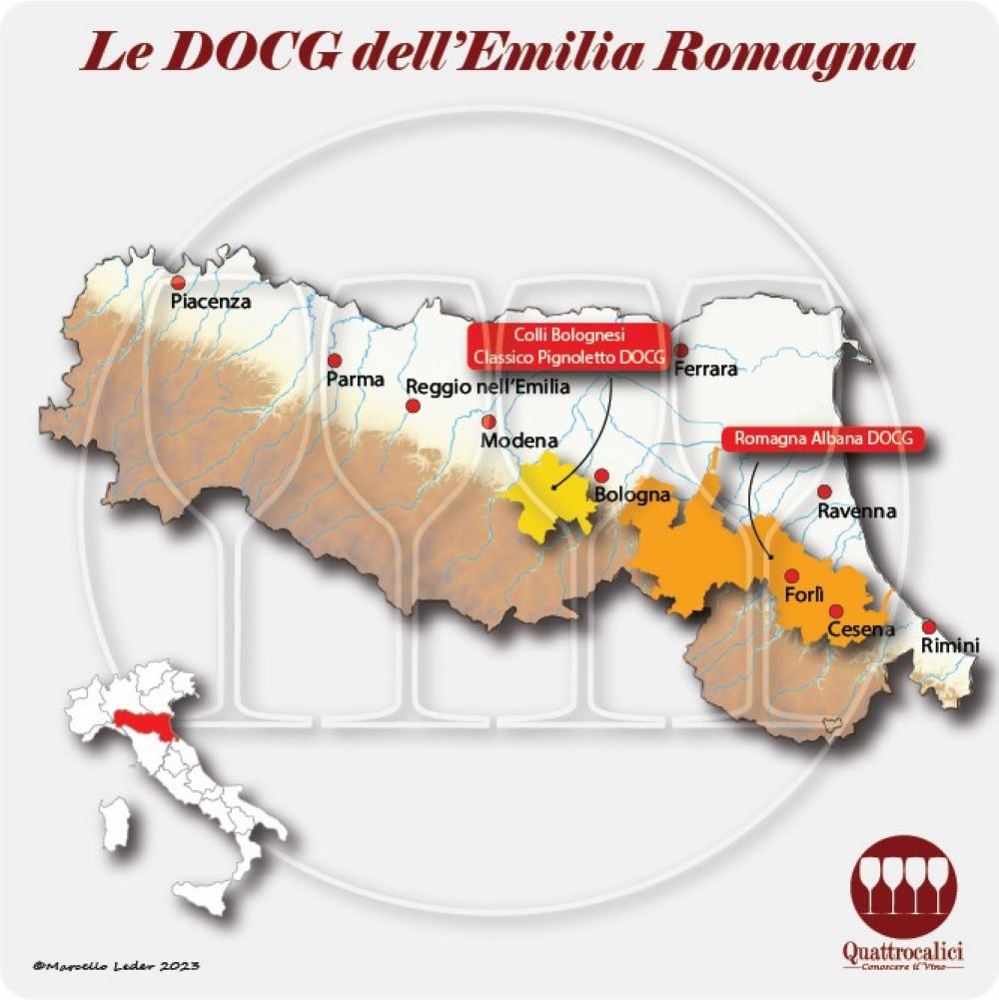 Le DOCG dell'Emilia Romagna
Piacenza
Colli Bolognesi
Classico Pignoletto DOCG
Ferrara
Parma
Reggio nell'Emilia
Modena
Romagna Albana DOCG
Bologna
Ravenna
Forlì
Cesena
Rimini
Quattrocalici
Conoscere il Vino
©Marcello Leder 2023